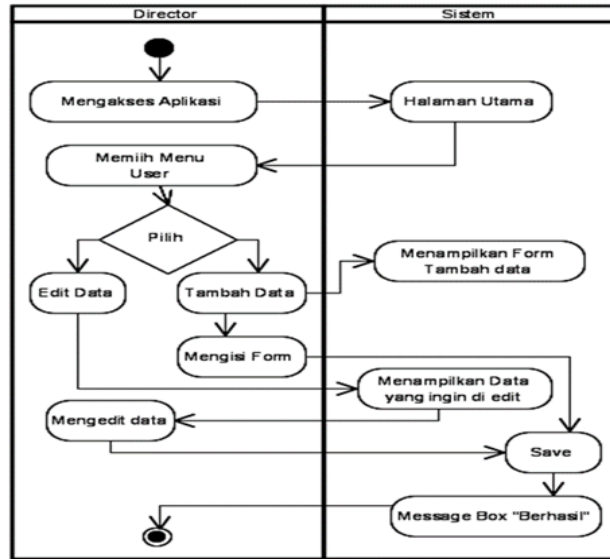 Director
Sistem
Mengakses Aplikasi
Halaman Utama
Memiih Menu
User
Pilih
Menampilkan Form
Tambah data
Edit Data
Tambah Data
Mengisi Form
Menampilkan Data
yang ingin di edit
Mengedit data
Save
Message Box "Berhasil"